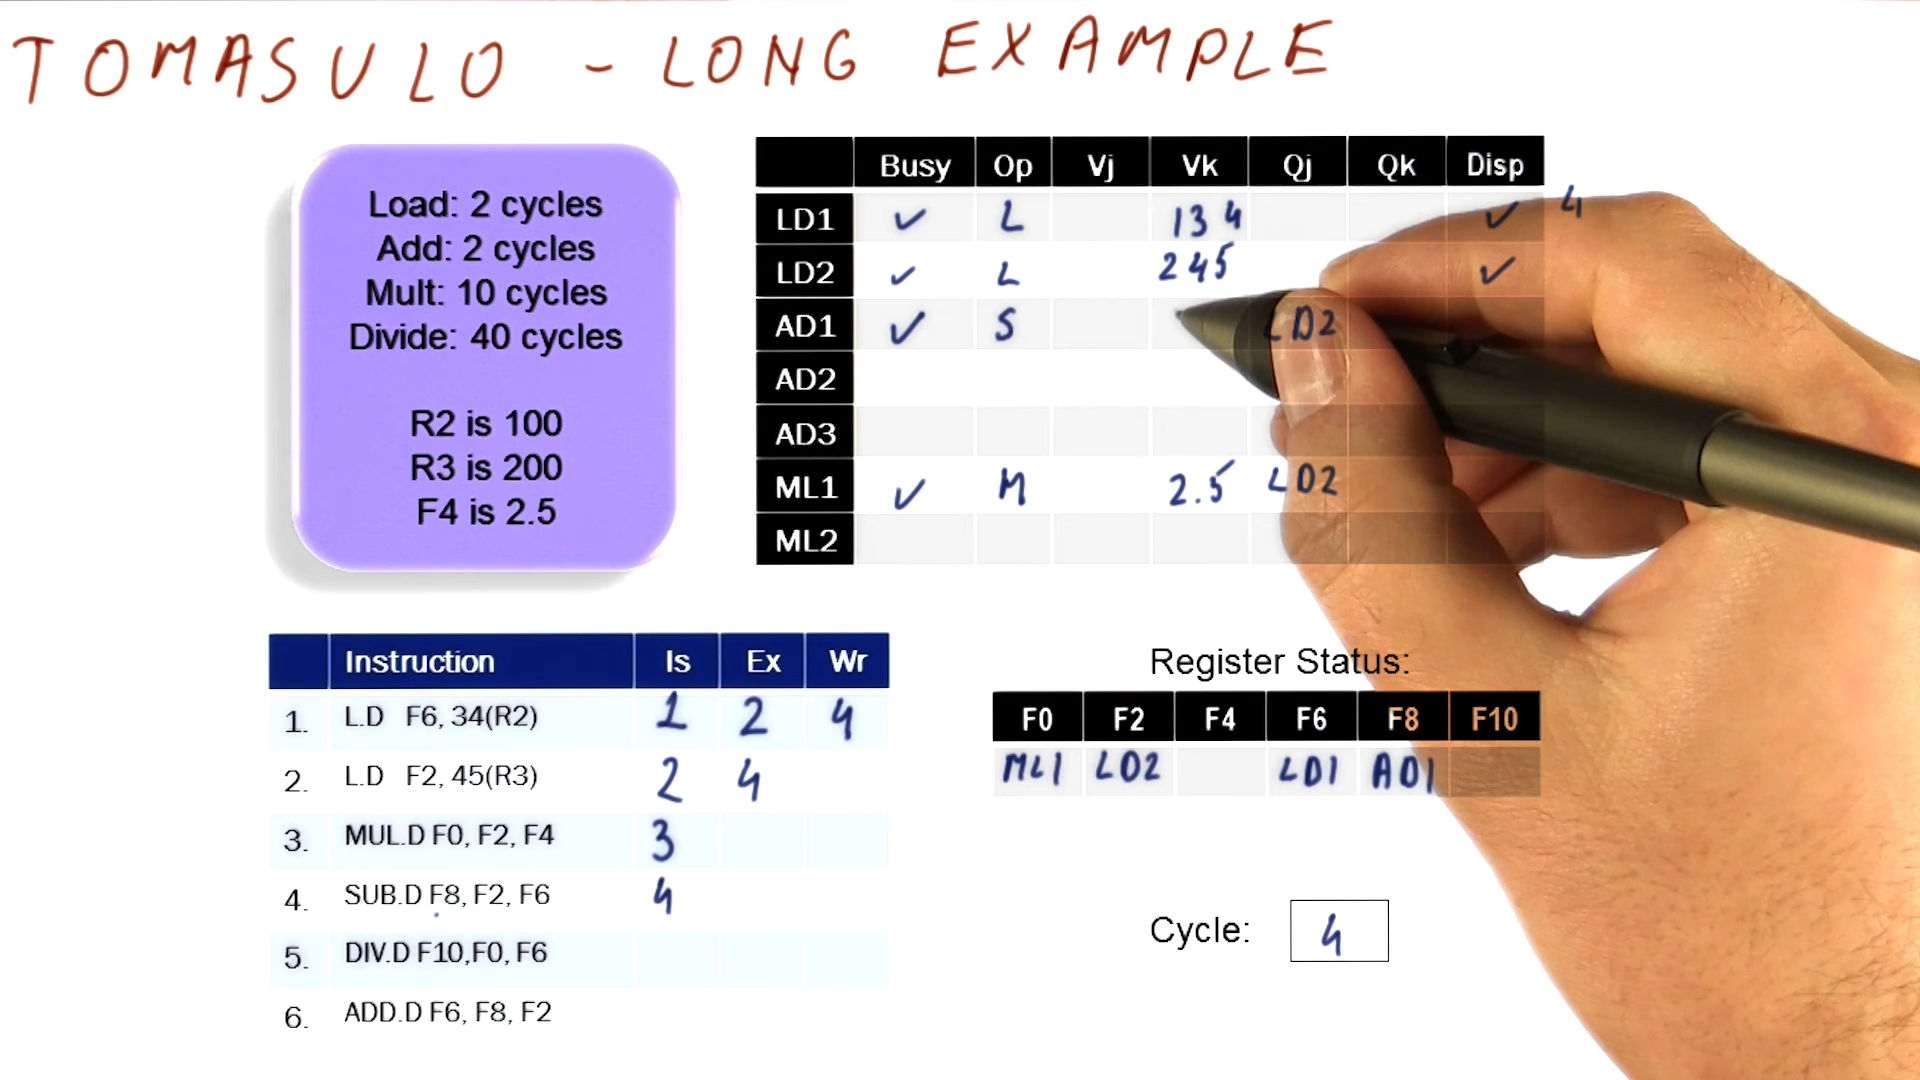 TOMASULO - LONG EXAMPLE
Load: 2 cycles
Add: 2 cycles
Mult: 10 cycles
Divide: 40 cycles
R2 is 100
R3 is 200
F4 is 2.5
Busy Op Vj Vk Qj Qk Disp
LD1 ✓ L 134 ✓ 4
LD2 ✓ L 245 ✓
AD1 ✓ S LD2
AD2
AD3
ML1 ✓ M 2.5 LD2
ML2
Instruction Is Ex Wr
1. L.D F6, 34(R2) 1 2 4
2. L.D F2, 45(R3) 2 4
3. MUL.D F0, F2, F4 3
4. SUB.D F8, F2, F6 4
5. DIV.D F10,F0, F6
6. ADD.D F6, F8, F2
Register Status:
F0 F2 F4 F6 F8 F10
ML1 LD2 LD1 AD1
Cycle: 4